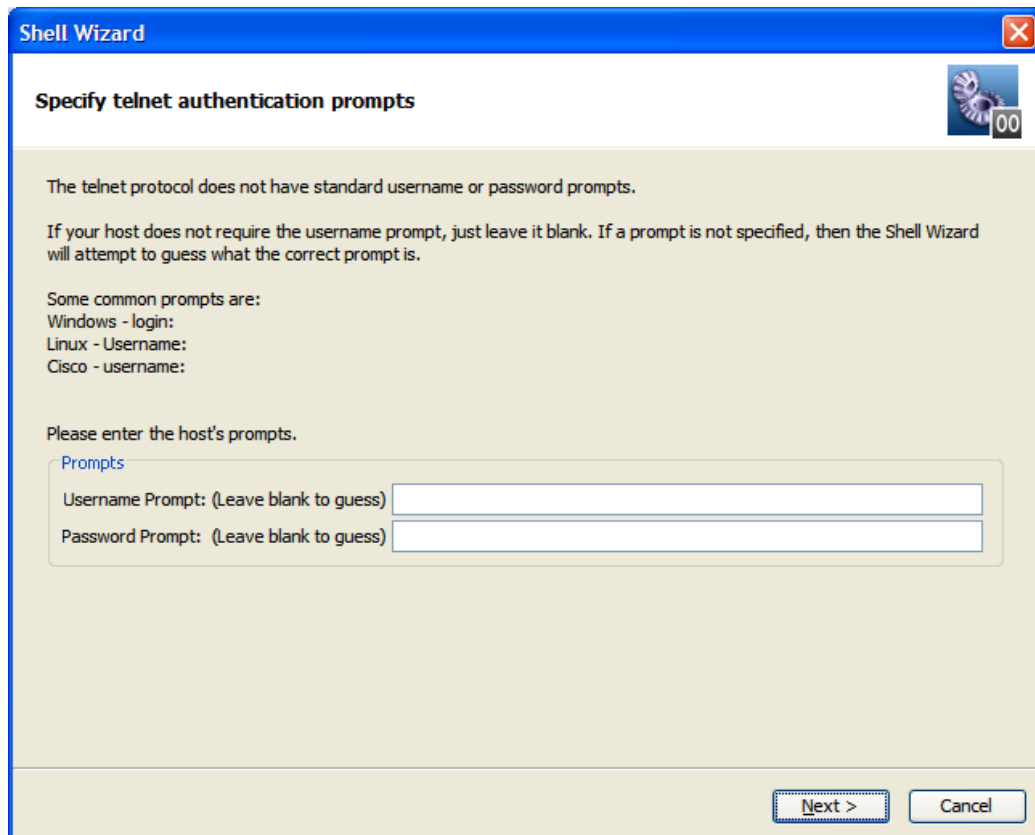 Shell Wizard
Specify telnet authentication prompts
00
The telnet protocol does not have standard username or password prompts.
If your host does not require the username prompt, just leave it blank. If a prompt is not specified, then the Shell Wizard
will attempt to guess what the correct prompt is.
Some common prompts are:
Windows - login:
Linux - Username:
Cisco - username:
Please enter the host's prompts.
Prompts
Username Prompt: (Leave blank to guess)
Password Prompt: (Leave blank to guess)
Next >
Cancel